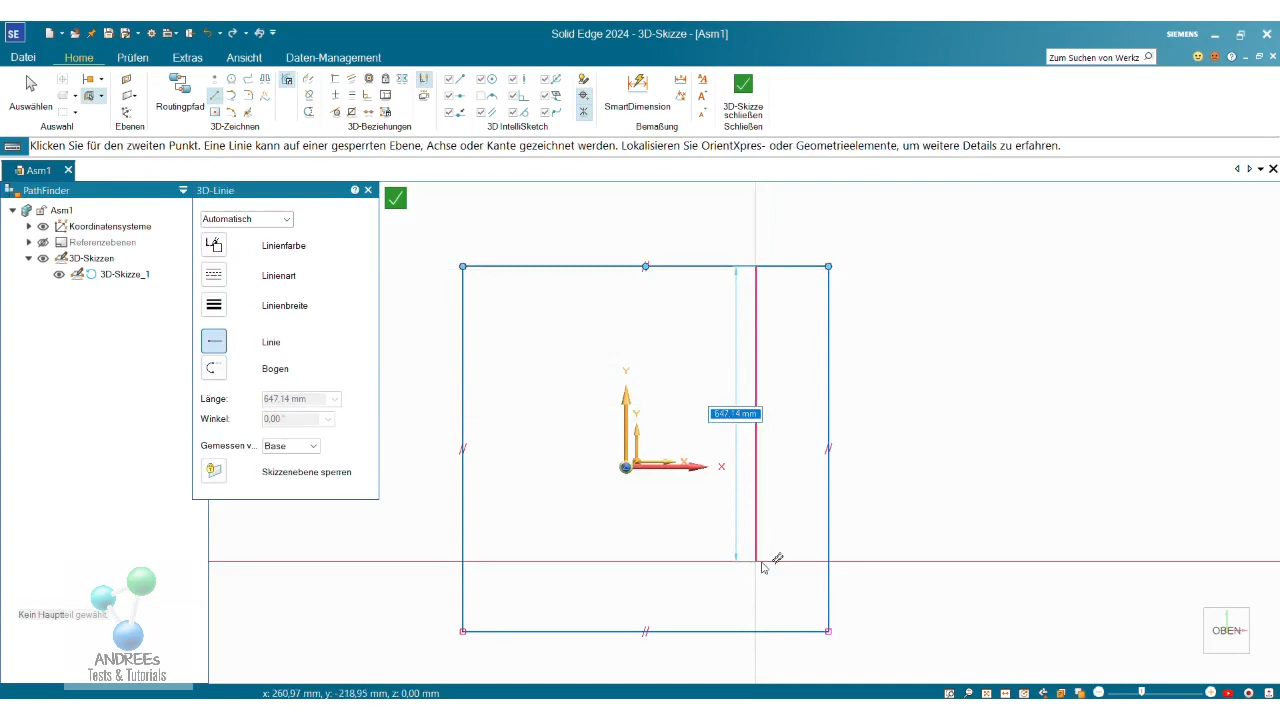 SE
Solid Edge 2024 - 3D-Skizze - [Asm1]
SIEMENS
Datei
Home
Prüfen
Extras
Ansicht
Daten-Management
Zum Suchen von Werkz
Auswählen
Routingpfad
SmartDimension
3D-Skizze
schließen
Auswahl
Ebenen
3D-Zeichnen
3D-Beziehungen
3D IntelliSketch
Bemaßung
Schließen
Klicken Sie für den zweiten Punkt. Eine Linie kann auf einer gesperrten Ebene, Achse oder Kante gezeichnet werden. Lokalisieren Sie OrientXpres- oder Geometrieelemente, um weitere Details zu erfahren.
Asm1
PathFinder
3D-Linie
Asm1
Koordinatensysteme
Referenzebenen
3D-Skizzen
3D-Skizze_1
Automatisch
Linienfarbe
Linienart
Linienbreite
Linie
Bogen
Länge:
647,14 mm
Winkel:
0,00 °
Gemessen v...
Base
Skizzenebene sperren
Y
Y
X
X
647,14 mm
Kein Hauptteil gewählt.
ANDREEs
Tests & Tutorials
OBEN
x: 260,97 mm, y: -218,95 mm, z: 0,00 mm